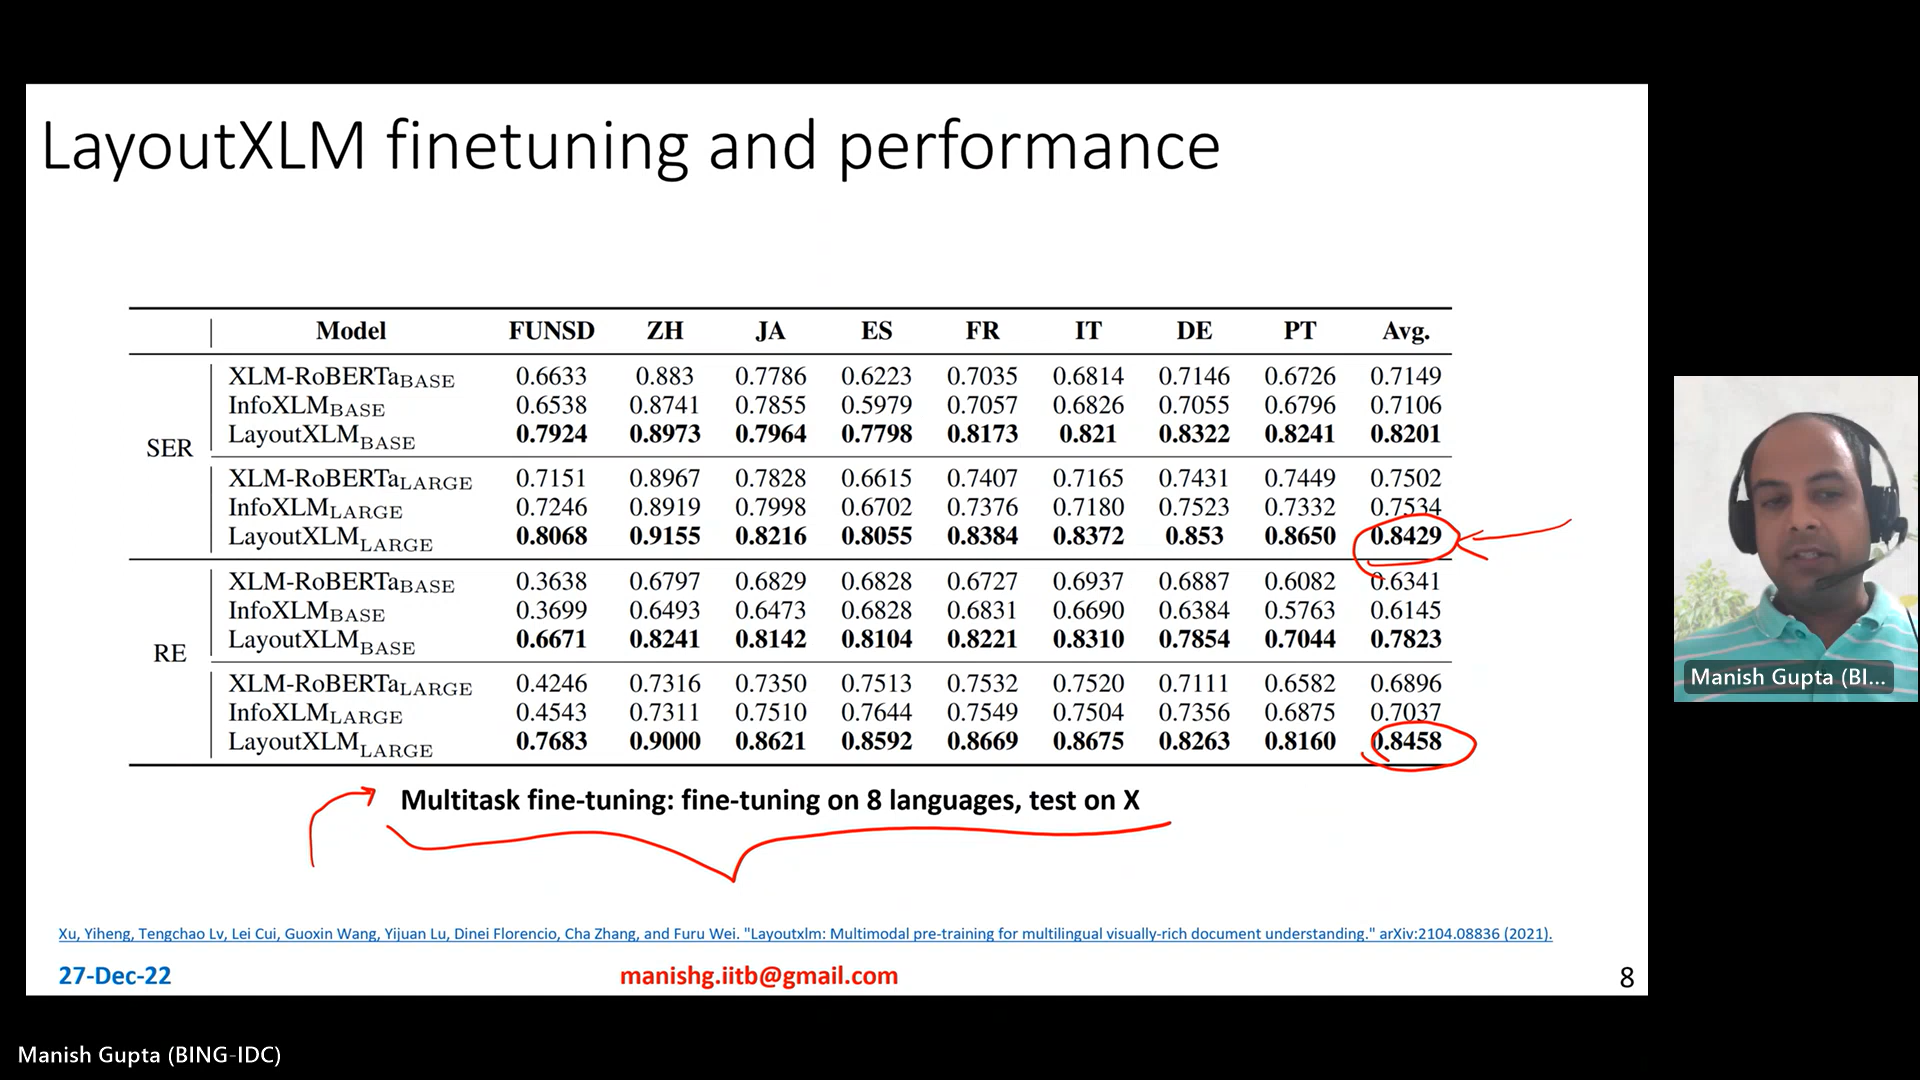 LayoutXLM finetuning and performance
Model FUNSD ZH JA ES FR IT DE PT Avg.
SER
XLM-RoBERTaBASE 0.6633 0.883 0.7786 0.6223 0.7035 0.6814 0.7146 0.6726 0.7149
InfoXLMBASE 0.6538 0.8741 0.7855 0.5979 0.7057 0.6826 0.7055 0.6796 0.7106
LayoutXLMBASE 0.7924 0.8973 0.7964 0.7798 0.8173 0.821 0.8322 0.8241 0.8201
XLM-RoBERTaLARGE 0.7151 0.8967 0.7828 0.6615 0.7407 0.7165 0.7431 0.7449 0.7502
InfoXLMLARGE 0.7246 0.8919 0.7998 0.6702 0.7376 0.7180 0.7523 0.7332 0.7534
LayoutXLMLARGE 0.8068 0.9155 0.8216 0.8055 0.8384 0.8372 0.853 0.8650 0.8429
RE
XLM-RoBERTaBASE 0.3638 0.6797 0.6829 0.6828 0.6727 0.6937 0.6887 0.6082 0.6341
InfoXLMBASE 0.3699 0.6493 0.6473 0.6828 0.6831 0.6690 0.6384 0.5763 0.6145
LayoutXLMBASE 0.6671 0.8241 0.8142 0.8104 0.8221 0.8310 0.7854 0.7044 0.7823
XLM-RoBERTaLARGE 0.4246 0.7316 0.7350 0.7513 0.7532 0.7520 0.7111 0.6582 0.6896
InfoXLMLARGE 0.4543 0.7311 0.7510 0.7644 0.7549 0.7504 0.7356 0.6875 0.7037
LayoutXLMLARGE 0.7683 0.9000 0.8621 0.8592 0.8669 0.8675 0.8263 0.8160 0.8458
Multitask fine-tuning: fine-tuning on 8 languages, test on X
Xu, Yiheng, Tengchao Lv, Lei Cui, Guoxin Wang, Yijuan Lu, Dinei Florencio, Cha Zhang, and Furu Wei. "Layoutxlm: Multimodal pre-training for multilingual visually-rich document understanding." arXiv:2104.08836 (2021).
27-Dec-22 manishg.iitb@gmail.com 8
Manish Gupta (BI...
Manish Gupta (BING-IDC)